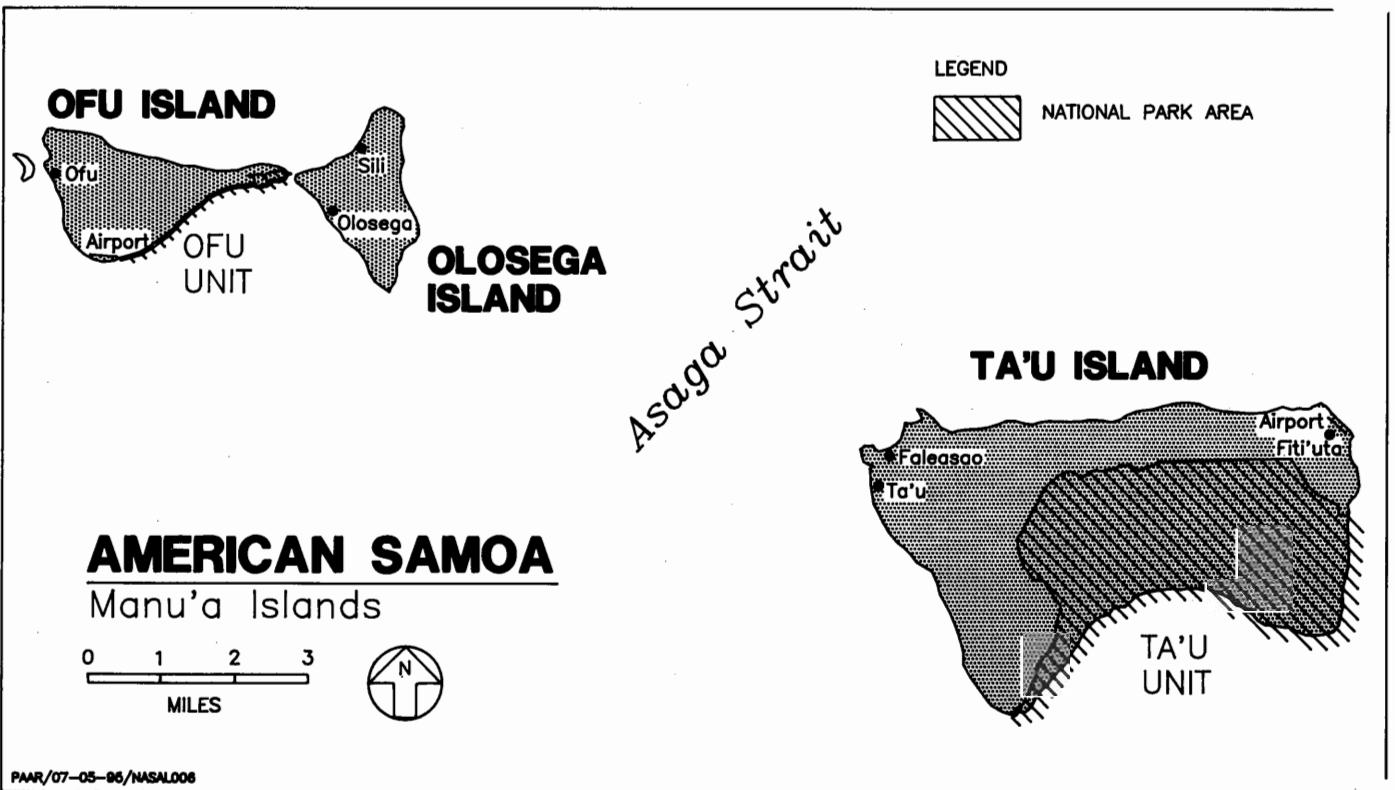 LEGEND
NATIONAL PARK AREA
OFU ISLAND
Ofu
Sili
Olosega
Airport
OFU
UNIT
OLOSEGA
ISLAND
Asaga Strait
TA'U ISLAND
Airport
Fiti'uta
Faleasao
Ta'u
TA'U
UNIT
AMERICAN SAMOA
Manu'a Islands
0 1 2 3
MILES
N
PAAR/07-05-96/NASAL006